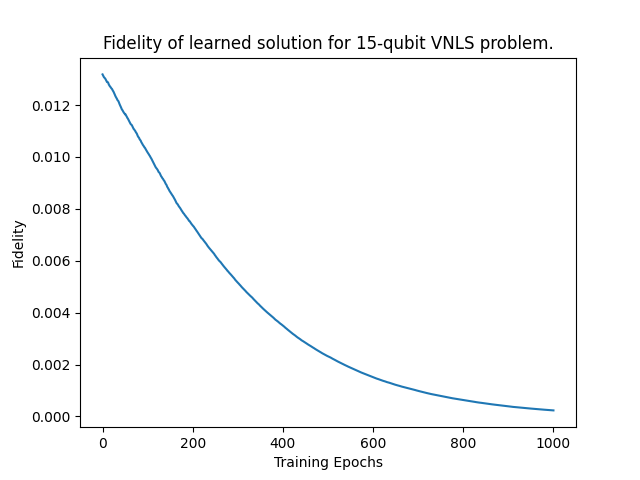 Fidelity of learned solution for 15-qubit VNLS problem.
0.012
0.010
0.008
0.006
0.004
0.002
0.000
Fidelity
0 200 400 600 800 1000
Training Epochs